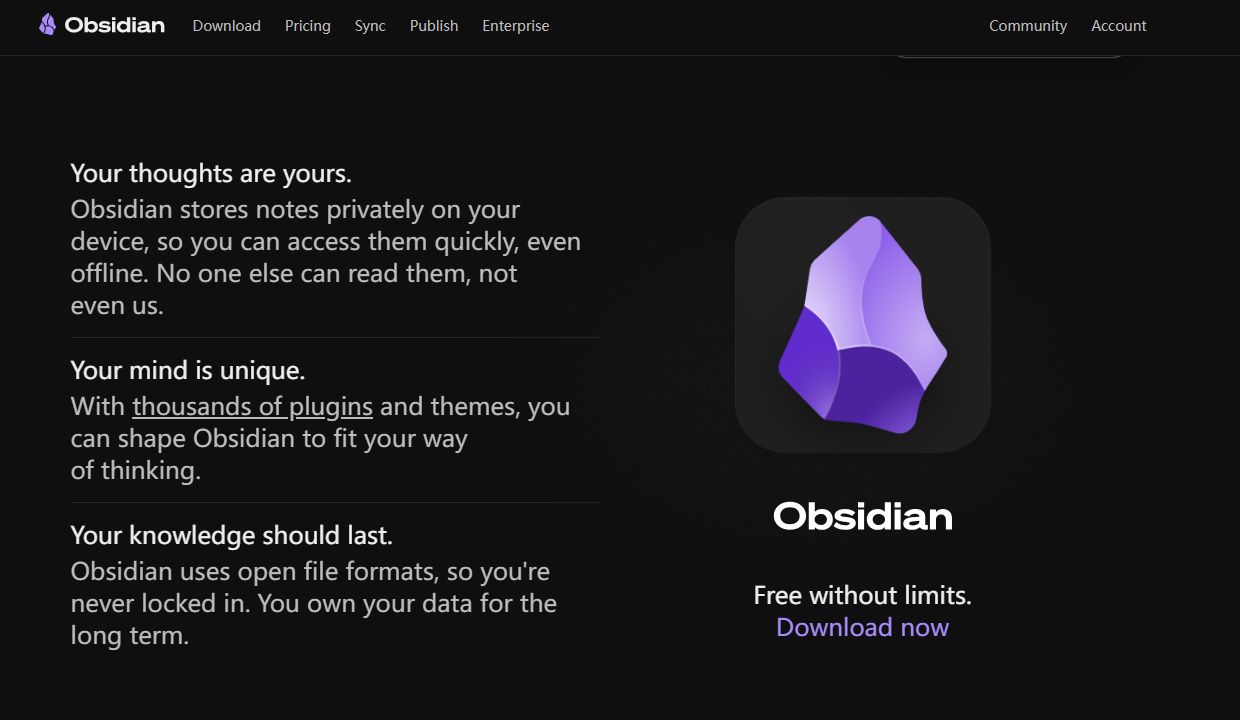 Obsidian Download Pricing Sync Publish Enterprise Community Account
Your thoughts are yours.
Obsidian stores notes privately on your
device, so you can access them quickly, even
offline. No one else can read them, not
even us.
Your mind is unique.
With thousands of plugins and themes, you
can shape Obsidian to fit your way
of thinking.
Your knowledge should last.
Obsidian uses open file formats, so you're
never locked in. You own your data for the
long term.
Obsidian
Free without limits.
Download now